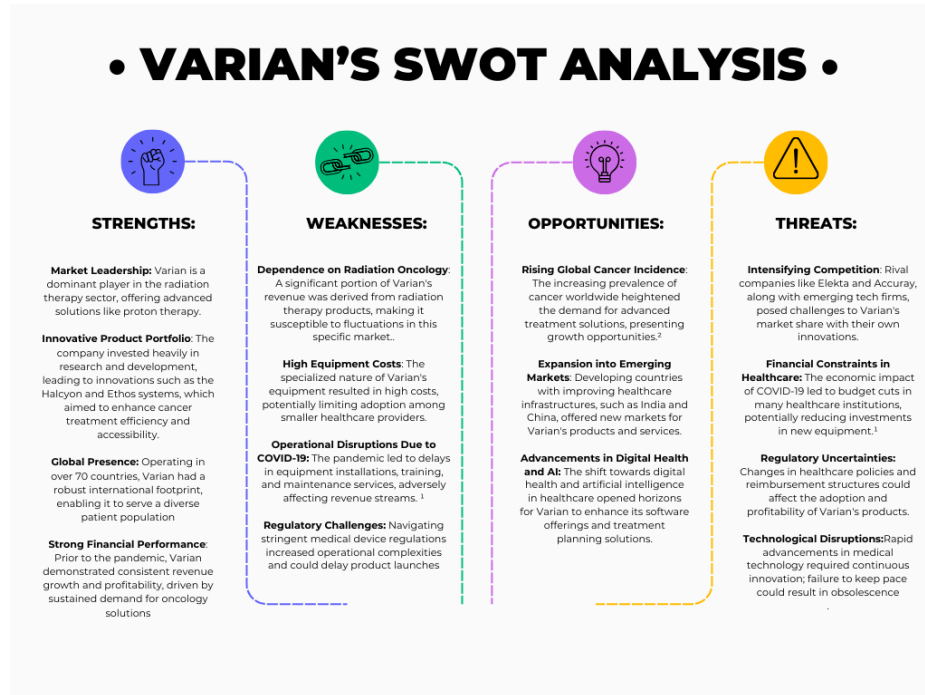 • VARIAN'S SWOT ANALYSIS •
STRENGTHS:
Market Leadership: Varian is a
dominant player in the radiation
therapy sector, offering advanced
solutions like proton therapy.
Innovative Product Portfolio: The
company invested heavily in
research and development,
leading to innovations such as the
Halcyon and Ethos systems, which
aimed to enhance cancer
treatment efficiency and
accessibility.
Global Presence: Operating in
over 70 countries, Varian had a
robust international footprint,
enabling it to serve a diverse
patient population
Strong Financial Performance:
Prior to the pandemic, Varian
demonstrated consistent revenue
growth and profitability, driven by
sustained demand for oncology
solutions
WEAKNESSES:
Dependence on Radiation Oncology:
A significant portion of Varian's
revenue was derived from radiation
therapy products, making it
susceptible to fluctuations in this
specific market..
High Equipment Costs: The
specialized nature of Varian's
equipment resulted in high costs,
potentially limiting adoption among
smaller healthcare providers.
Operational Disruptions Due to
COVID-19: The pandemic led to delays
in equipment installations, training,
and maintenance services, adversely
affecting revenue streams. ¹
Regulatory Challenges: Navigating
stringent medical device regulations
increased operational complexities
and could delay product launches
OPPORTUNITIES:
Rising Global Cancer Incidence:
The increasing prevalence of
cancer worldwide heightened
the demand for advanced
treatment solutions, presenting
growth opportunities.²
Expansion into Emerging
Markets: Developing countries
with improving healthcare
infrastructures, such as India and
China, offered new markets for
Varian's products and services.
Advancements in Digital Health
and AI: The shift towards digital
health and artificial intelligence
in healthcare opened horizons
for Varian to enhance its software
offerings and treatment
planning solutions.
THREATS:
Intensifying Competition: Rival
companies like Elekta and Accuray,
along with emerging tech firms,
posed challenges to Varian's
market share with their own
innovations.
Financial Constraints in
Healthcare: The economic impact
of COVID-19 led to budget cuts in
many healthcare institutions,
potentially reducing investments
in new equipment.¹
Regulatory Uncertainties:
Changes in healthcare policies and
reimbursement structures could
affect the adoption and
profitability of Varian's products.
Technological Disruptions:Rapid
advancements in medical
technology required continuous
innovation; failure to keep pace
could result in obsolescence
.